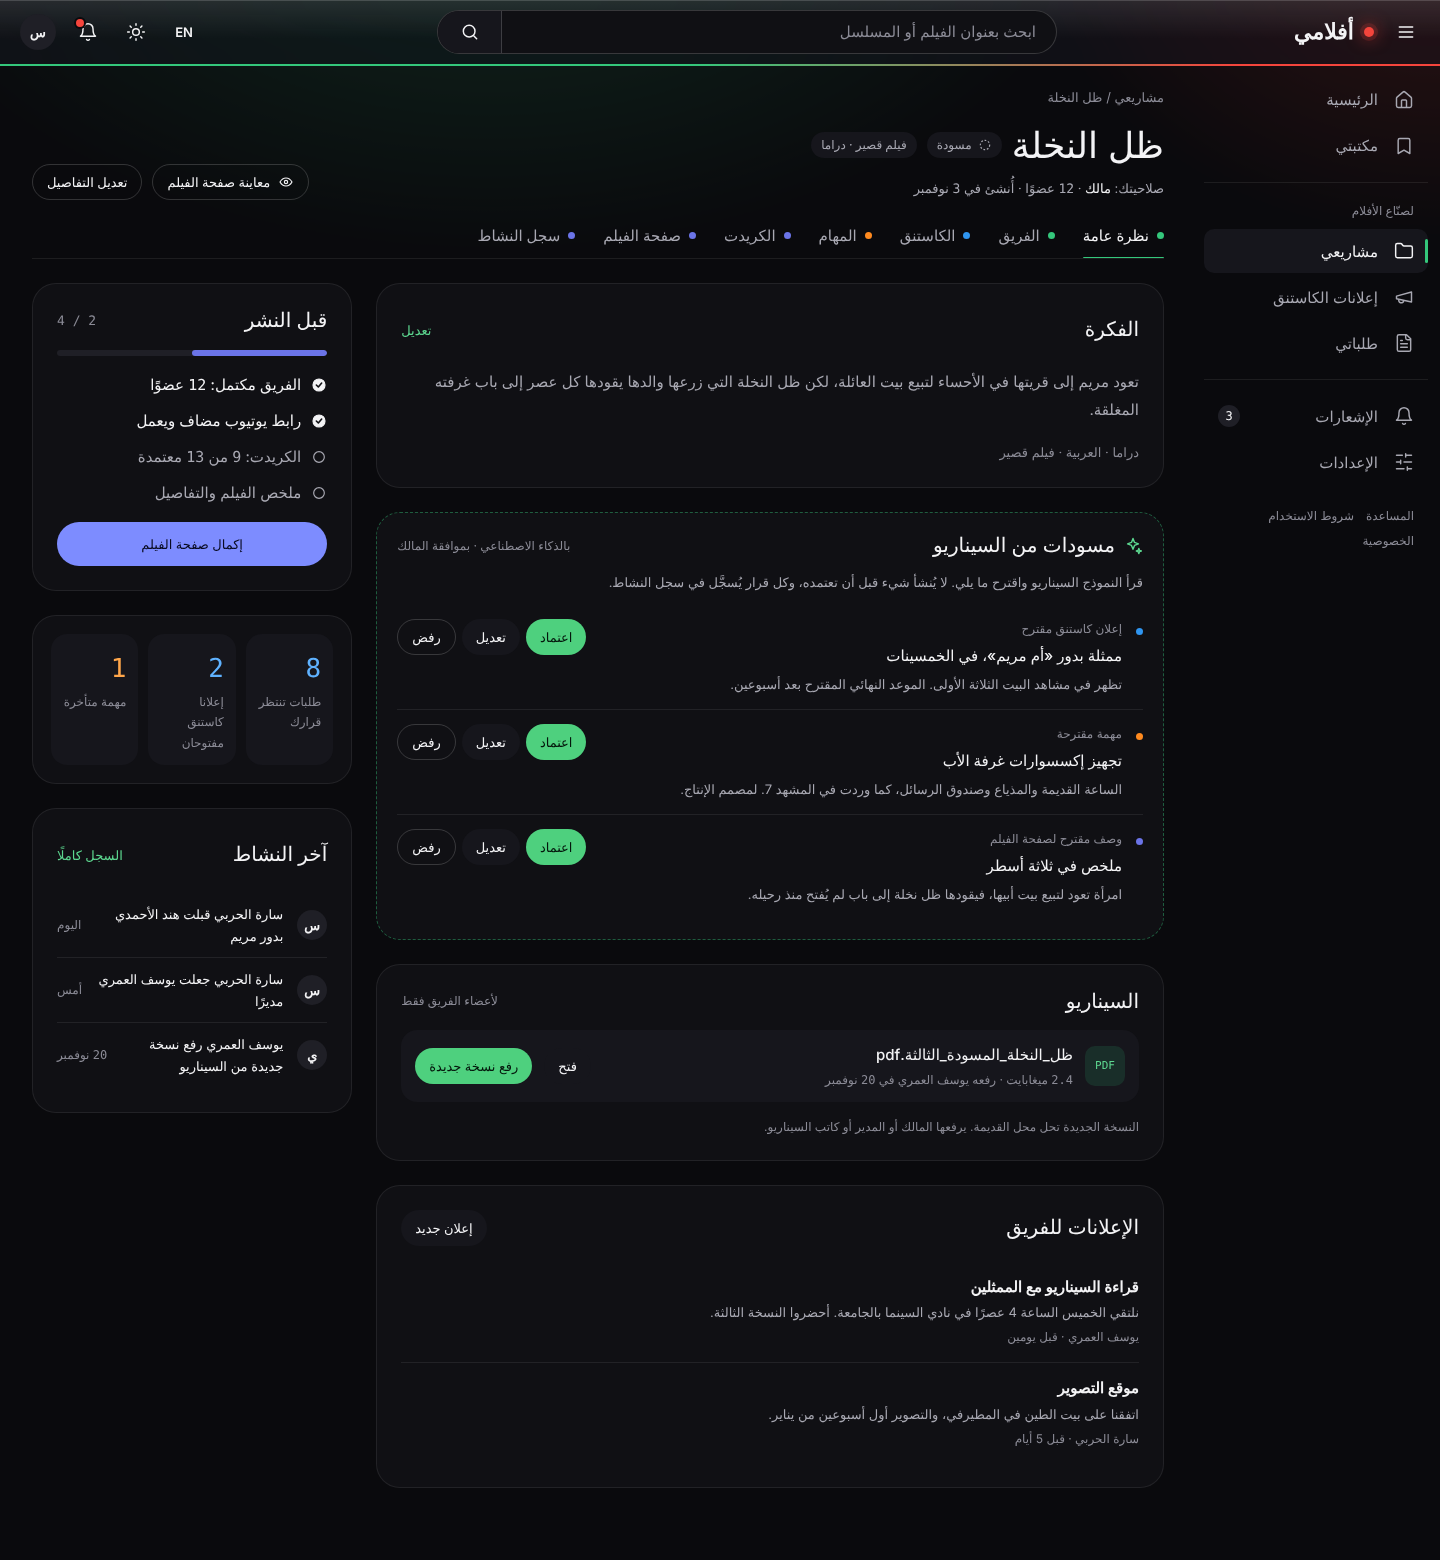 أفلامي
ابحث بعنوان الفيلم أو المسلسل
EN
س
الرئيسية
مكتبتي
لصنّاع الأفلام
مشاريعي
إعلانات الكاستنق
طلباتي
الإشعارات
3
الإعدادات
المساعدة شروط الاستخدام
الخصوصية
مشاريعي / ظل النخلة
ظل النخلة
مسودة
فيلم قصير · دراما
صلاحيتك: مالك · 12 عضوًا · أُنشئ في 3 نوفمبر
معاينة صفحة الفيلم
تعديل التفاصيل
نظرة عامة
الفريق
الكاستنق
المهام
الكريدت
صفحة الفيلم
سجل النشاط
الفكرة
تعديل
تعود مريم إلى قريتها في الأحساء لتبيع بيت العائلة، لكن ظل النخلة التي زرعها والدها يقودها كل عصر إلى باب غرفته
المغلقة.
دراما · العربية · فيلم قصير
مسودات من السيناريو
بالذكاء الاصطناعي · بموافقة المالك
قرأ النموذج السيناريو واقترح ما يلي. لا يُنشأ شيء قبل أن تعتمده، وكل قرار يُسجَّل في سجل النشاط.
إعلان كاستنق مقترح
ممثلة بدور «أم مريم»، في الخمسينات
تظهر في مشاهد البيت الثلاثة الأولى. الموعد النهائي المقترح بعد أسبوعين.
اعتماد
تعديل
رفض
مهمة مقترحة
تجهيز إكسسوارات غرفة الأب
الساعة القديمة والمذياع وصندوق الرسائل، كما وردت في المشهد 7. لمصمم الإنتاج.
اعتماد
تعديل
رفض
وصف مقترح لصفحة الفيلم
ملخص في ثلاثة أسطر
امرأة تعود لتبيع بيت أبيها، فيقودها ظل نخلة إلى باب لم يُفتح منذ رحيله.
اعتماد
تعديل
رفض
السيناريو
لأعضاء الفريق فقط
PDF
ظل_النخلة_المسودة_الثالثة.pdf
2.4 ميغابايت · رفعه يوسف العمري في 20 نوفمبر
فتح
رفع نسخة جديدة
النسخة الجديدة تحل محل القديمة. يرفعها المالك أو المدير أو كاتب السيناريو.
الإعلانات للفريق
إعلان جديد
قراءة السيناريو مع الممثلين
نلتقي الخميس الساعة 4 عصرًا في نادي السينما بالجامعة. أحضروا النسخة الثالثة.
يوسف العمري · قبل يومين
موقع التصوير
اتفقنا على بيت الطين في المطيرفي، والتصوير أول أسبوعين من يناير.
سارة الحربي · قبل 5 أيام
قبل النشر
2 / 4
الفريق مكتمل: 12 عضوًا
رابط يوتيوب مضاف ويعمل
الكريدت: 9 من 13 معتمدة
ملخص الفيلم والتفاصيل
إكمال صفحة الفيلم
8
طلبات تنتظر
قرارك
2
إعلانا
كاستنق
مفتوحان
1
مهمة متأخرة
آخر النشاط
السجل كاملًا
س
سارة الحربي قبلت هند الأحمدي
بدور مريم
اليوم
س
سارة الحربي جعلت يوسف العمري
مديرًا
أمس
ي
يوسف العمري رفع نسخة
جديدة من السيناريو
20 نوفمبر